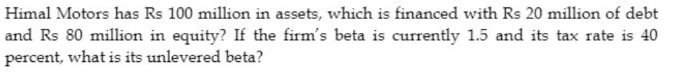 Himal Motors has Rs 100 million in assets, which is financed with Rs 20 million of debt
and Rs 80 million in equity? If the firm's beta is currently 1.5 and its tax rate is 40
percent, what is its unlevered beta?